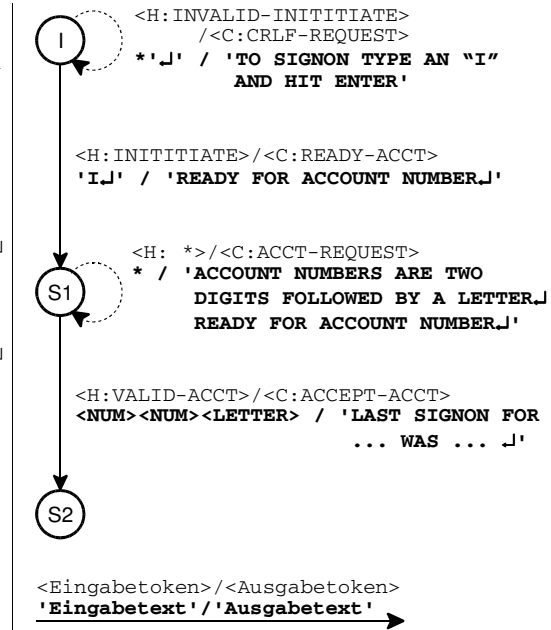 I
<H:INVALID-INITITIATE>
/<C:CRLF-REQUEST>
*'↲' / 'TO SIGNON TYPE AN “I”
AND HIT ENTER'
<H:INITITIATE>/<C:READY-ACCT>
'I↲' / 'READY FOR ACCOUNT NUMBER↲'
S1
<H: *>/<C:ACCT-REQUEST>
* / 'ACCOUNT NUMBERS ARE TWO
DIGITS FOLLOWED BY A LETTER↲
READY FOR ACCOUNT NUMBER↲'
<H:VALID-ACCT>/<C:ACCEPT-ACCT>
<NUM><NUM><LETTER> / 'LAST SIGNON FOR
... WAS ... ↲'
S2
<Eingabetoken>/<Ausgabetoken>
'Eingabetext'/'Ausgabetext'